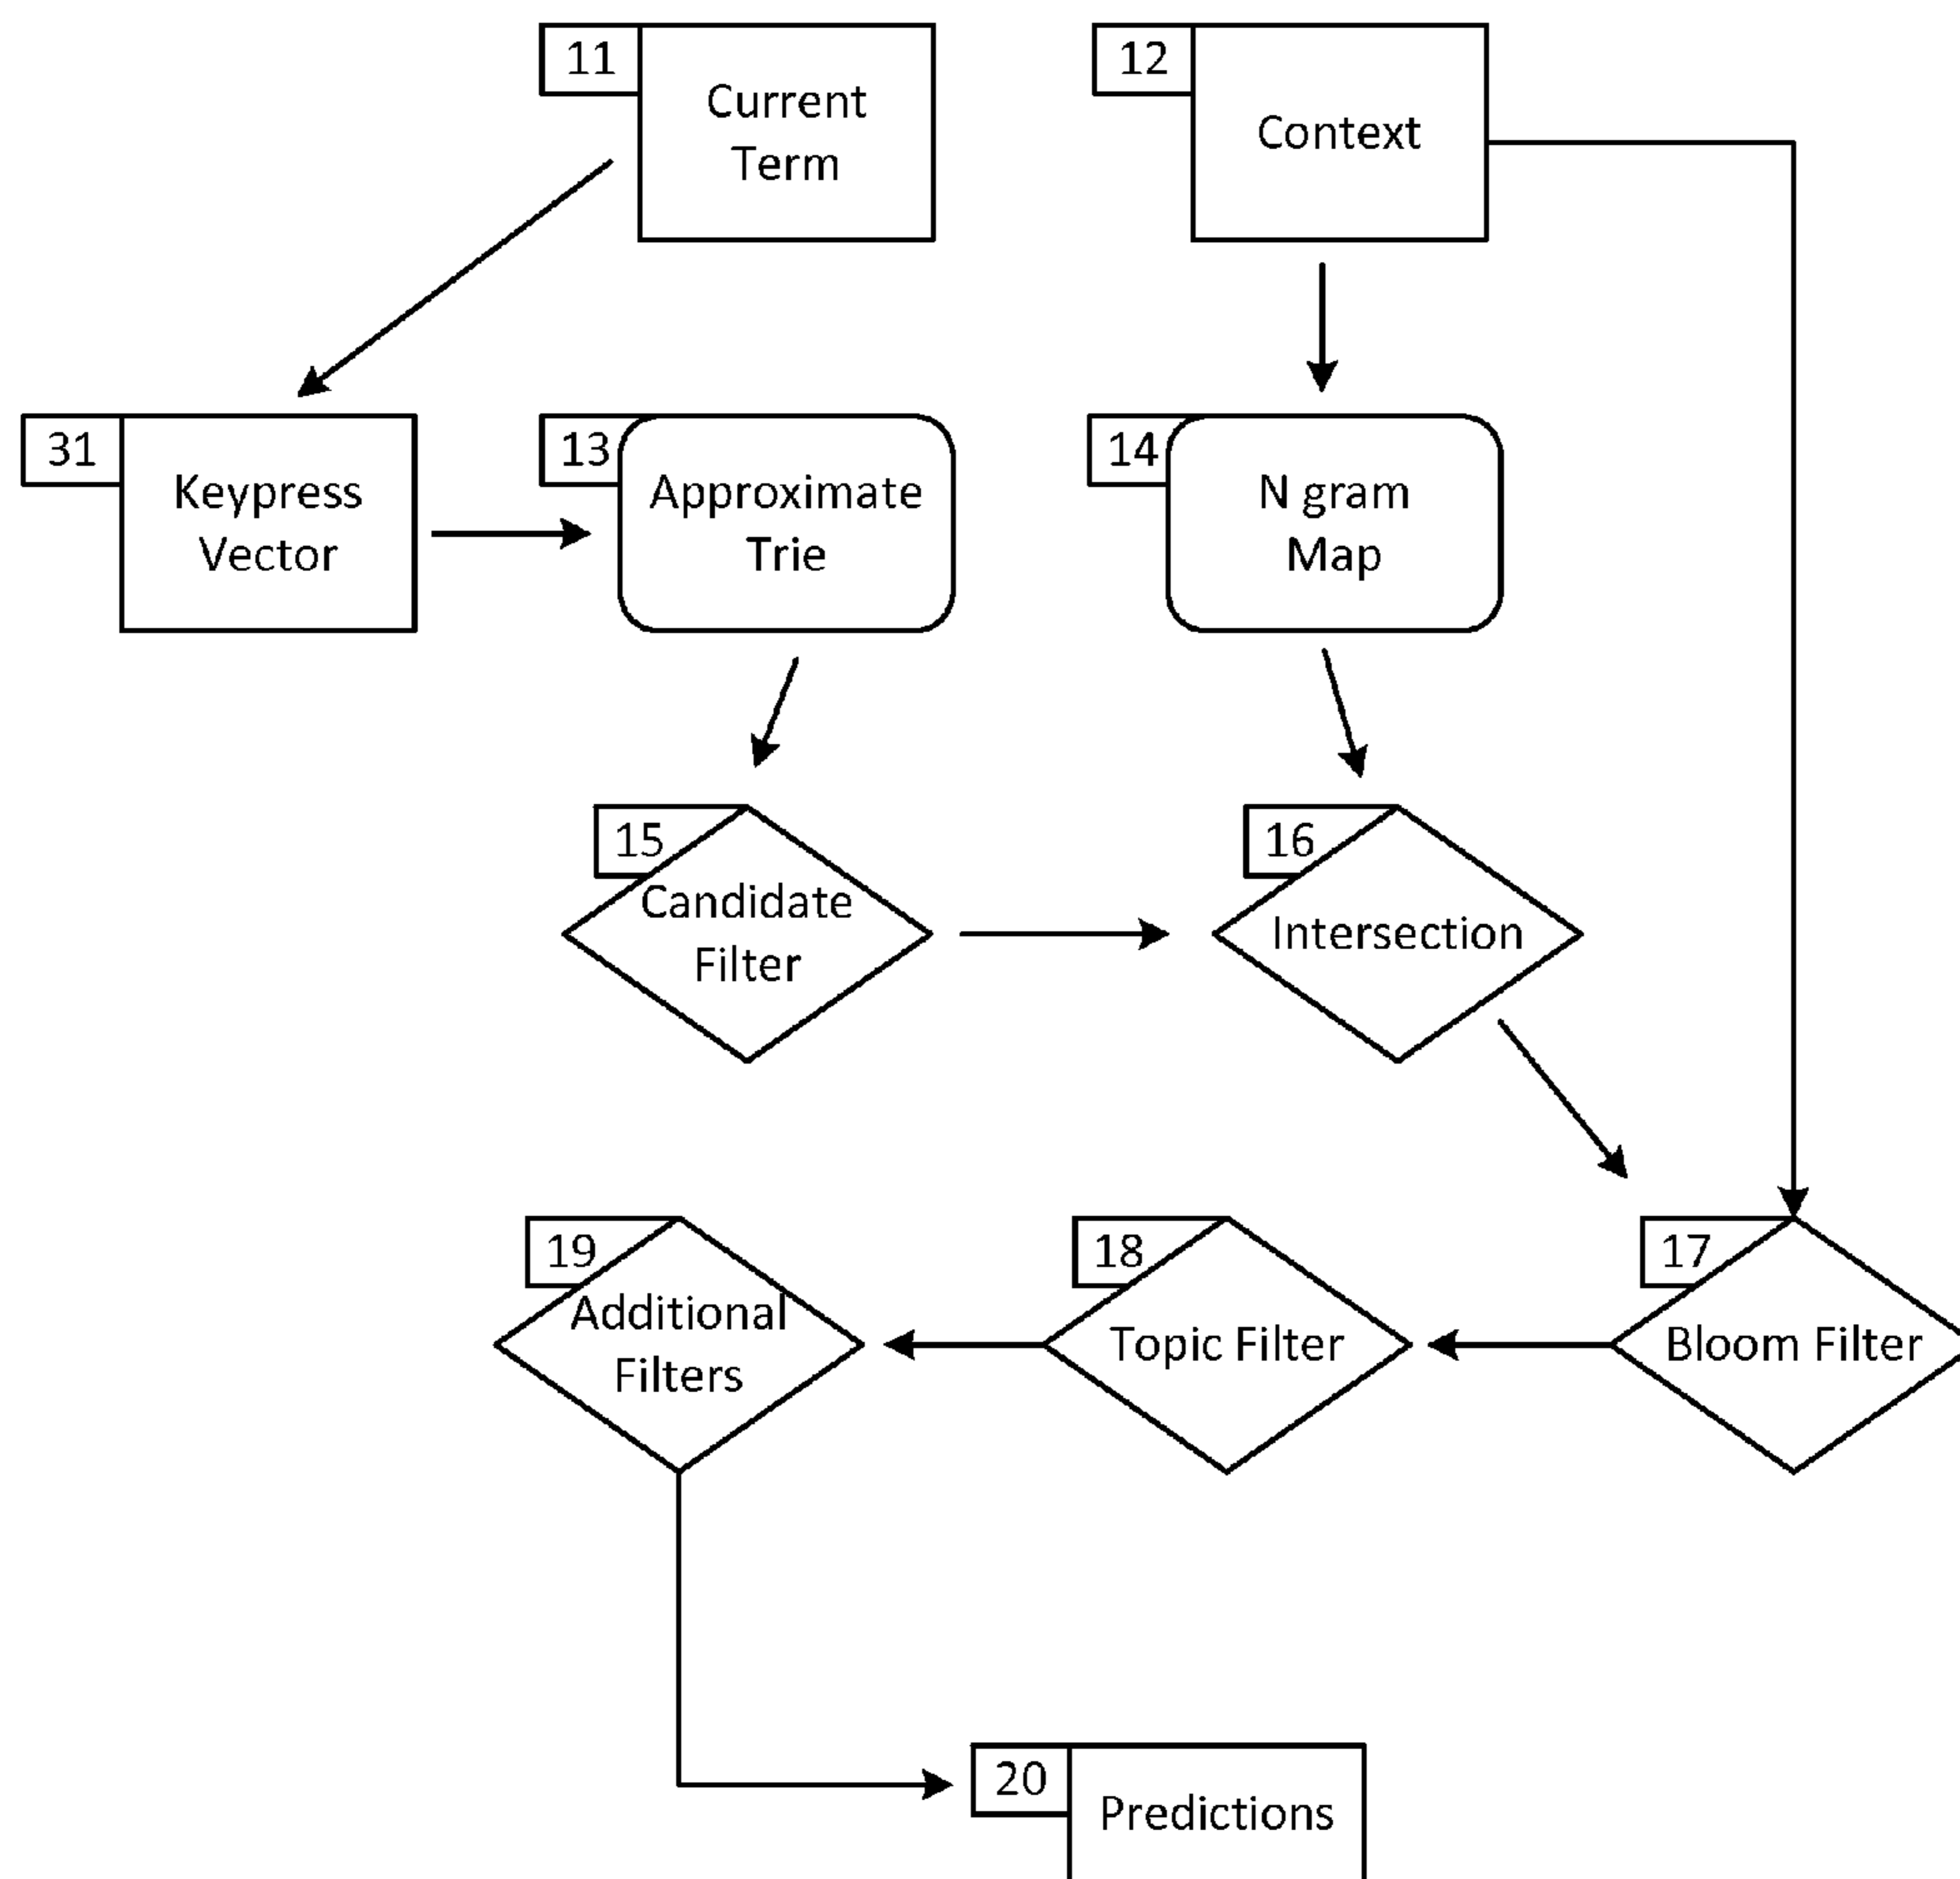 11
Current
Term
12
Context
31
Keypress
Vector
13
Approximate
Trie
14
N gram
Map
15
Candidate
Filter
16
Intersection
19
Additional
Filters
18
Topic Filter
17
Bloom Filter
20
Predictions